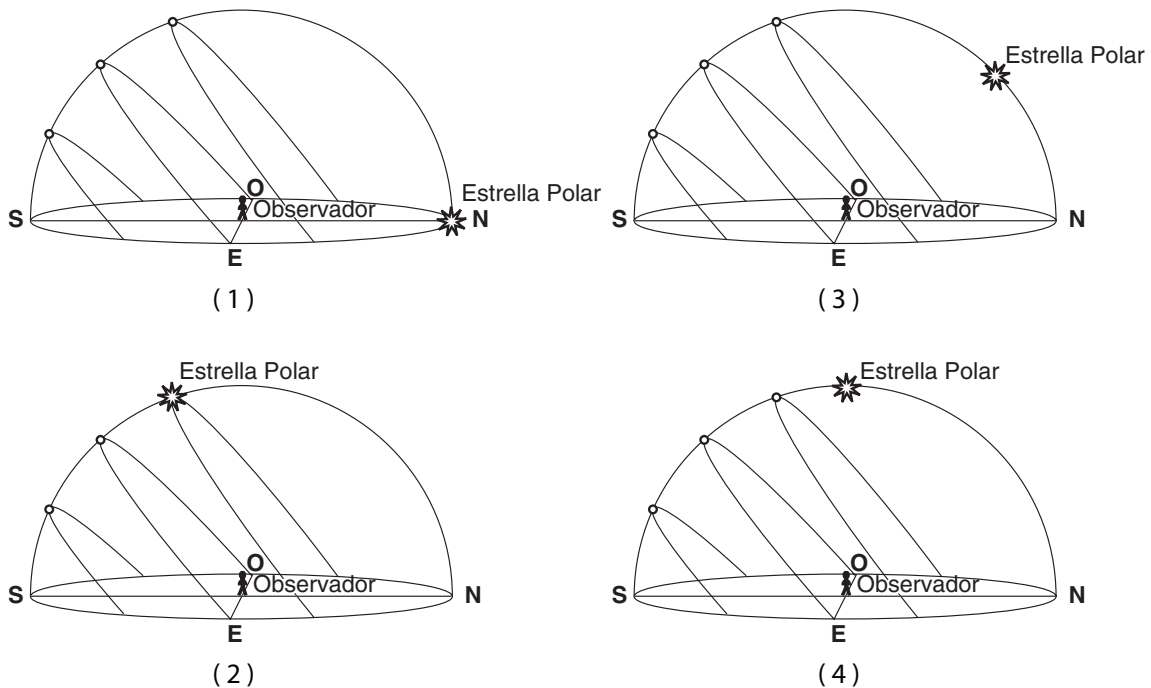 Estrella Polar
O
Observador
S
N
E
( 1 )
Estrella Polar
O
Observador
S
N
E
( 3 )
Estrella Polar
O
Observador
S
N
E
( 2 )
Estrella Polar
O
Observador
S
N
E
( 4 )